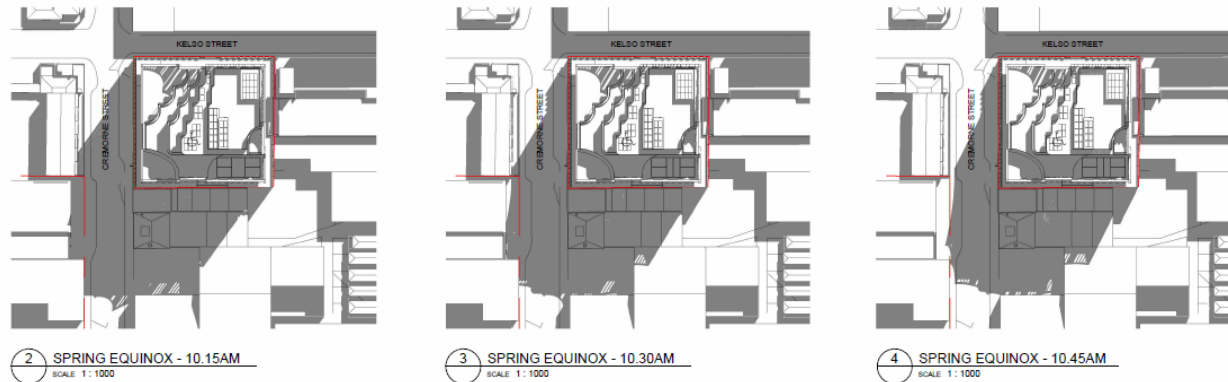 KELSO STREET
CREMORNE STREET
KELSO STREET
CREMORNE STREET
KELSO STREET
CREMORNE STREET
2 SPRING EQUINOX - 10.15AM
SCALE 1 : 1000
3 SPRING EQUINOX - 10.30AM
SCALE 1 : 1000
4 SPRING EQUINOX - 10.45AM
SCALE 1 : 1000